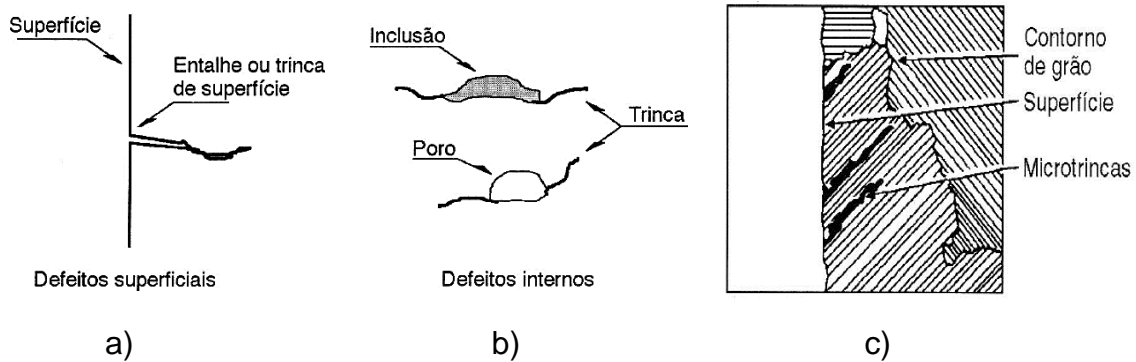 Superfície
Entalhe ou trinca
de superfície
Defeitos superficiais
a)
Inclusão
Trinca
Poro
Defeitos internos
b)
Contorno
de grão
Superfície
Microtrincas
c)